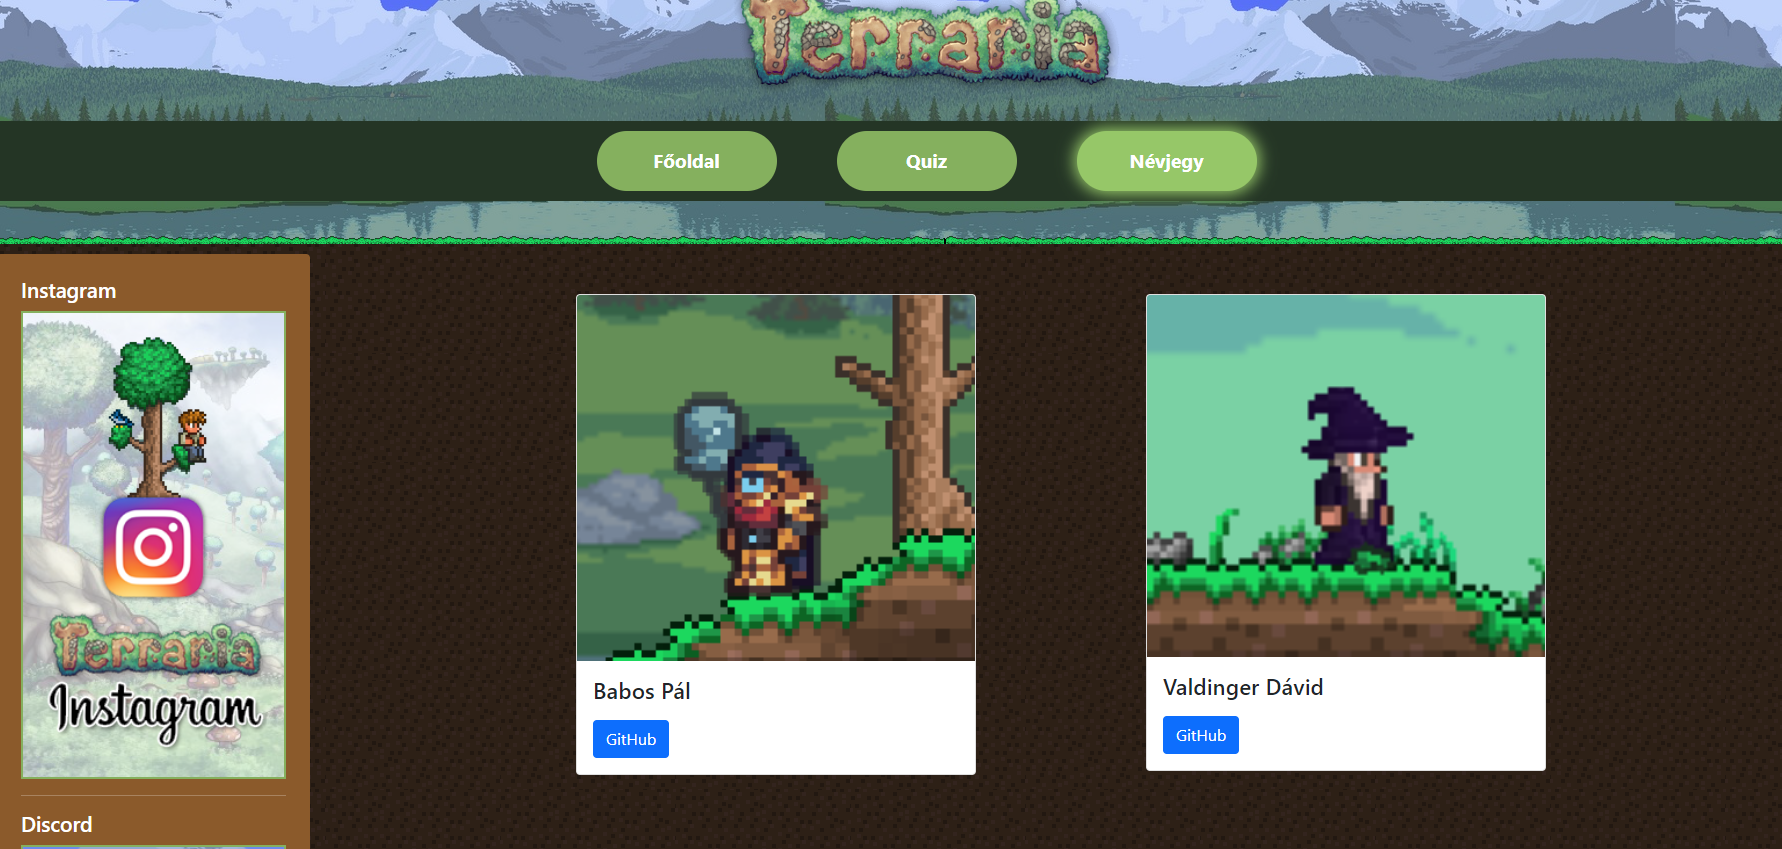 Terraria
Főoldal
Quiz
Névjegy
Instagram
Terraria
Instagram
Discord
Babos Pál
GitHub
Valdinger Dávid
GitHub